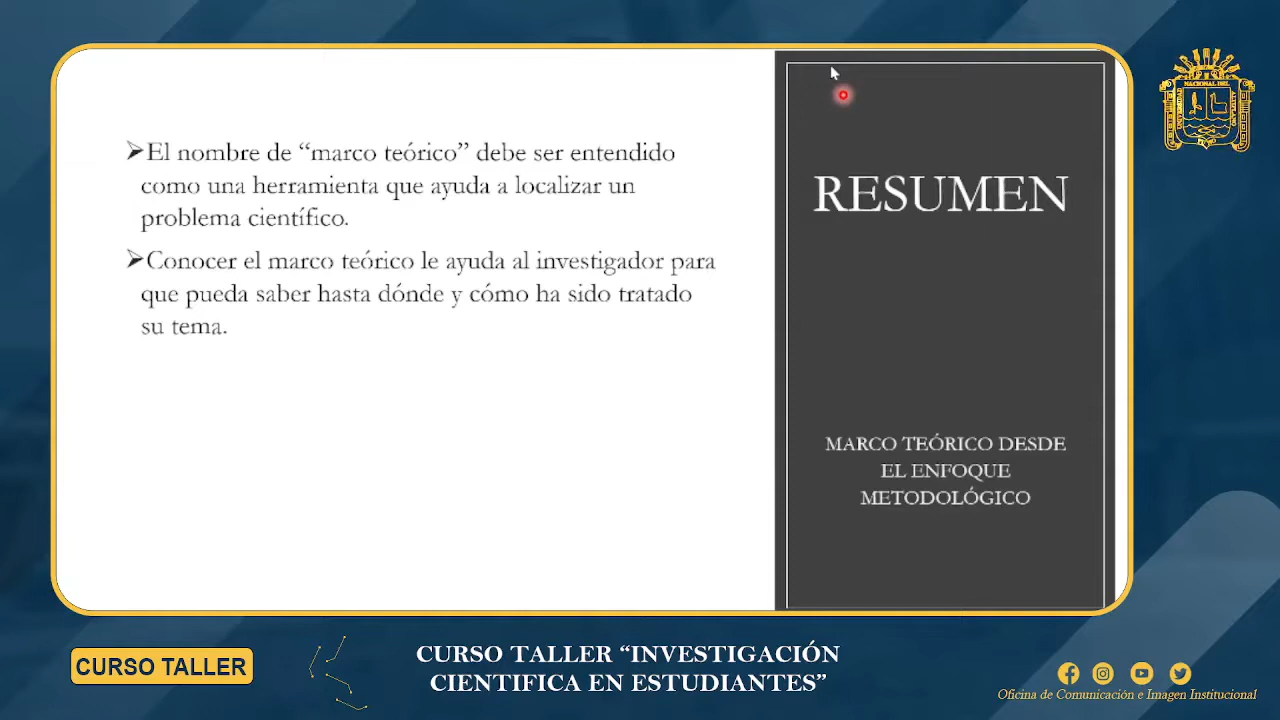 ➤El nombre de “marco teórico” debe ser entendido
como una herramienta que ayuda a localizar un
problema científico.
➤Conocer el marco teórico le ayuda al investigador para
que pueda saber hasta dónde y cómo ha sido tratado
su tema.
RESUMEN
MARCO TEÓRICO DESDE
EL ENFOQUE
METODOLÓGICO
CURSO TALLER
CURSO TALLER “INVESTIGACIÓN
CIENTIFICA EN ESTUDIANTES”
Oficina de Comunicación e Imagen Institucional